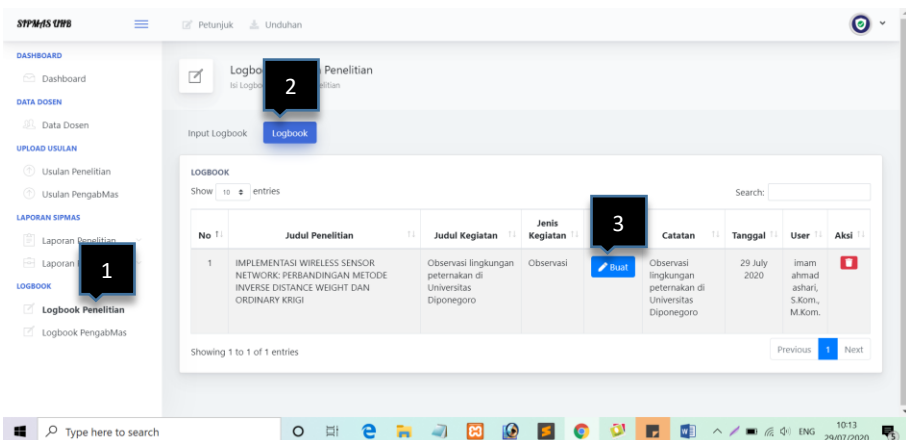 SIPMAS UHB
Petunjuk
Unduhan
DASHBOARD
Dashboard
DATA DOSEN
Data Dosen
UPLOAD USULAN
Usulan Penelitian
Usulan PengabMas
LAPORAN SIPMAS
Laporan Penelitian
Laporan
1
LOGBOOK
Logbook Penelitian
Logbook PengabMas
Penelitian
2
Input Logbook
Logbook
LOGBOOK
Show 10 entries
Search:
3
No
Judul Penelitian
Judul Kegiatan
Jenis
Kegiatan
Catatan
Tanggal
User
Aksi
1
IMPLEMENTASI WIRELESS SENSOR
NETWORK: PERBANDINGAN METODE
INVERSE DISTANCE WEIGHT DAN
ORDINARY KRIGI
Observasi lingkungan
peternakan di
Universitas
Diponegoro
Observasi
Buat
Observasi
lingkungan
peternakan di
Universitas
Diponegoro
29 July
2020
imam
ahmad
ashari,
S.Kom.,
M.Kom.
Showing 1 to 1 of 1 entries
Previous
1
Next
Type here to search
ENG
10:13
29/07/2020